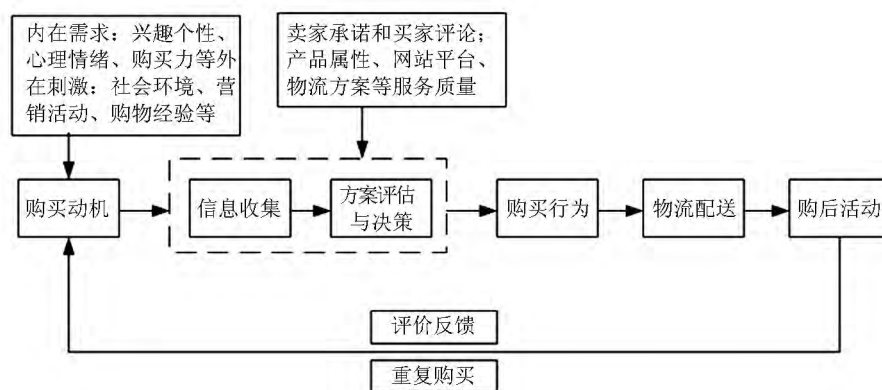 内在需求：兴趣个性、
心理情绪、购买力等外
在刺激：社会环境、营
销活动、购物经验等
卖家承诺和买家评论；
产品属性、网站平台、
物流方案等服务质量
购买动机
信息收集
方案评估
与决策
购买行为
物流配送
购后活动
评价反馈
重复购买